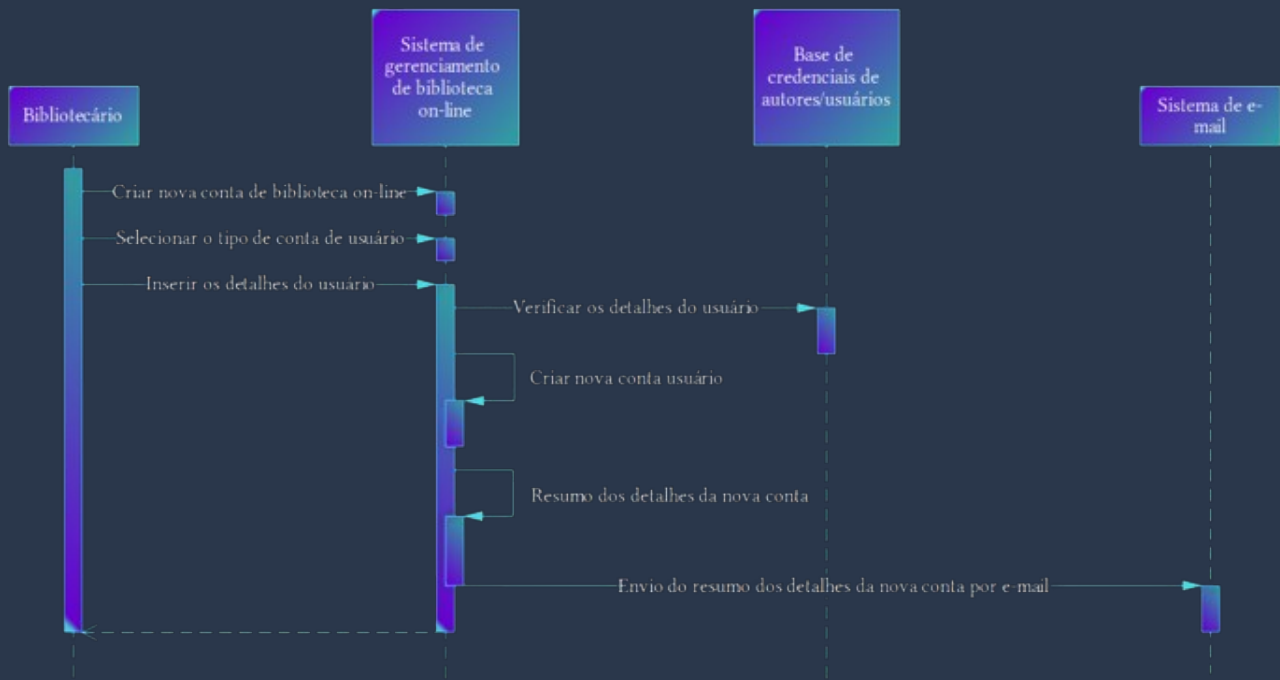 Bibliotecário
Sistema de
gerenciamento
de biblioteca
on-line
Base de
credenciais de
autores/usuários
Sistema de e-
mail
Criar nova conta de biblioteca on-line
Selecionar o tipo de conta de usuário
Inserir os detalhes do usuário
Verificar os detalhes do usuário
Criar nova conta usuário
Resumo dos detalhes da nova conta
Envio do resumo dos detalhes da nova conta por e-mail